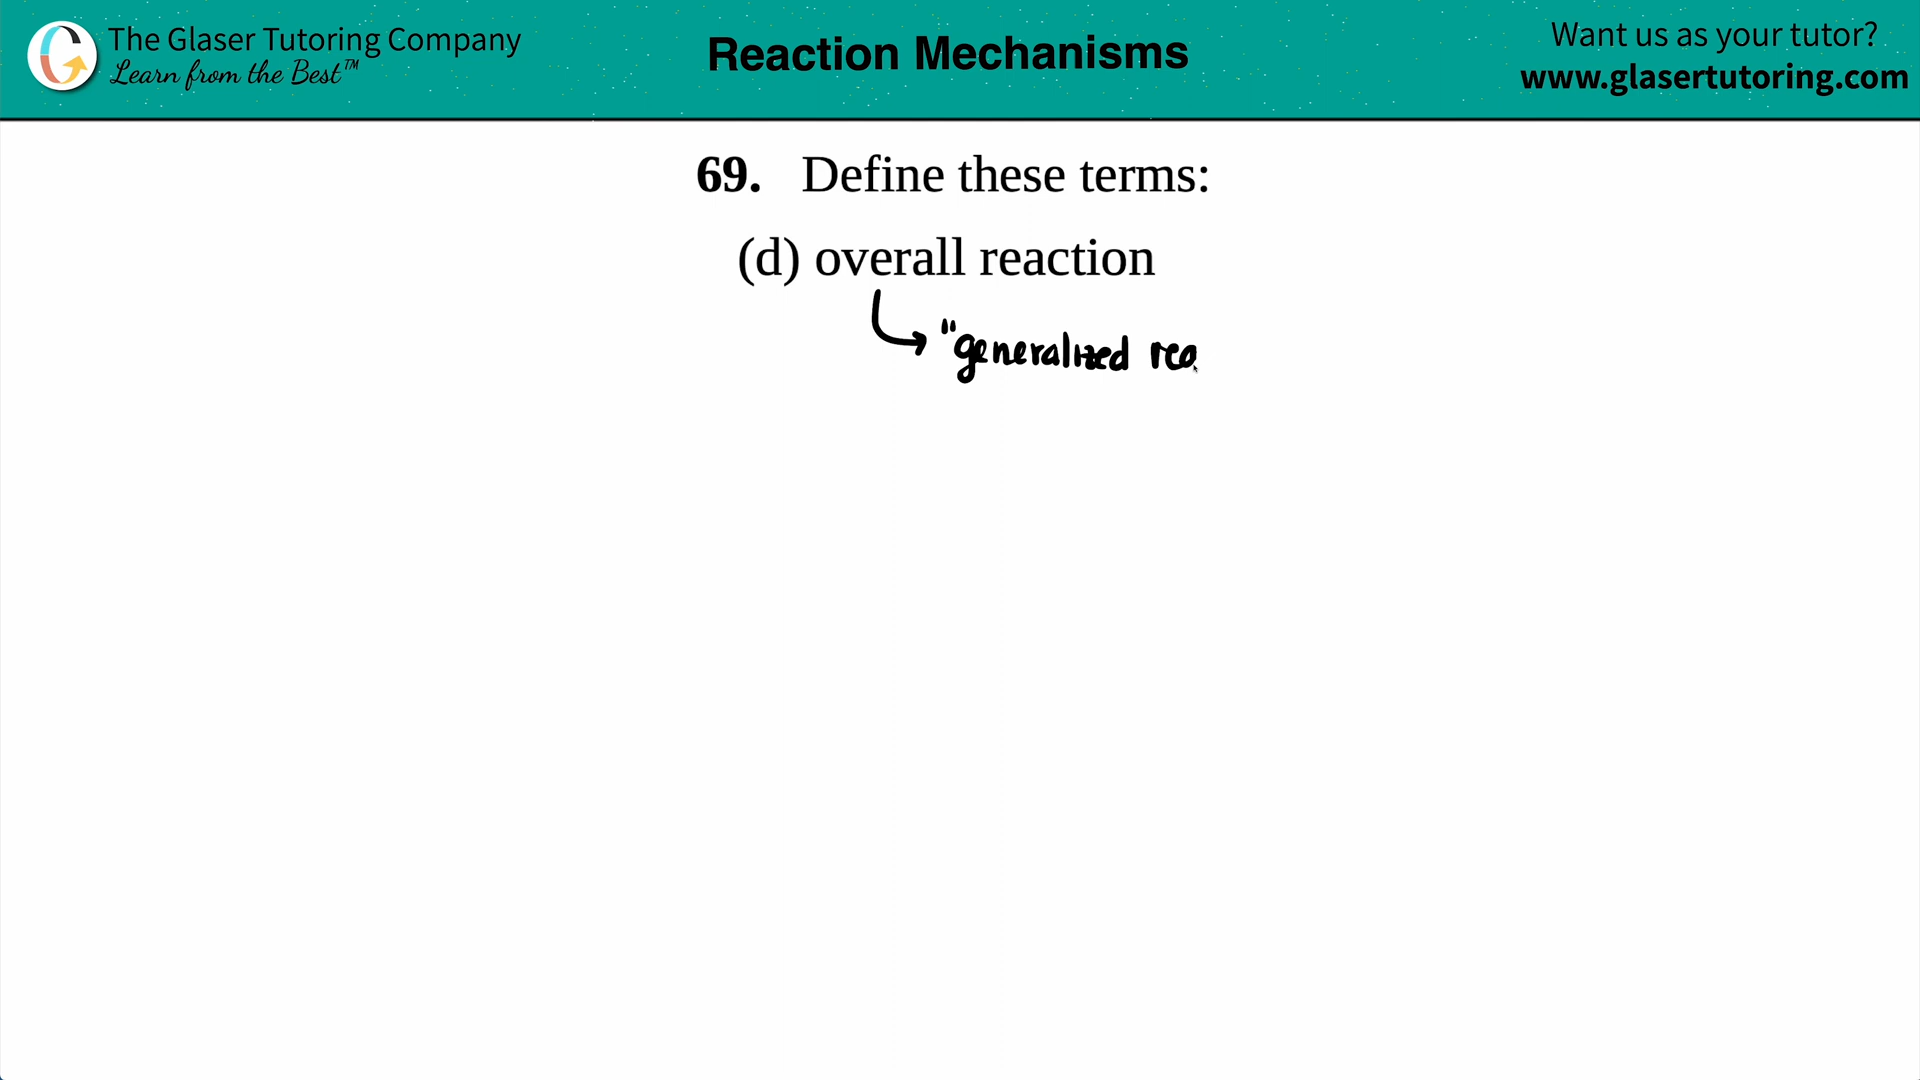 The Glaser Tutoring Company
Learn from the Best™
Reaction Mechanisms
Want us as your tutor?
www.glasertutoring.com
69. Define these terms:
(d) overall reaction
"generalized rea